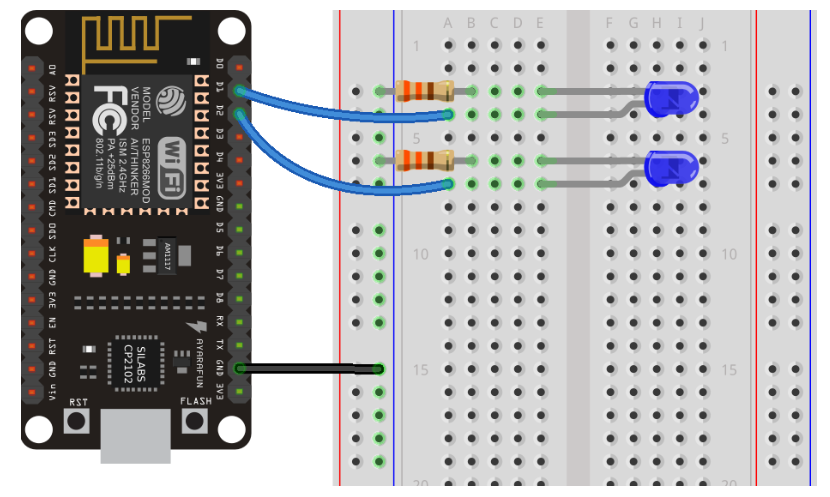 A0
RSV
RSV
SD3
SD2
SD1
CMD
SD0
CLK
GND
3V3
EN
RST
GND
Vin
MODEL ESP8266MOD
VENDOR AI/THINKER
ISM 2.4GHz
PA+25dBm
802.11b/g/n
FC
Wi Fi
AM1117
SILABS
CP2102
AYARAFUN
RST
FLASH
D0
D1
D2
D3
D4
3V3
GND
D5
D6
D7
D8
RX
TX
GND
3V3
A B C D E F G H I J
1 1
5 5
10 10
15 15
20 20